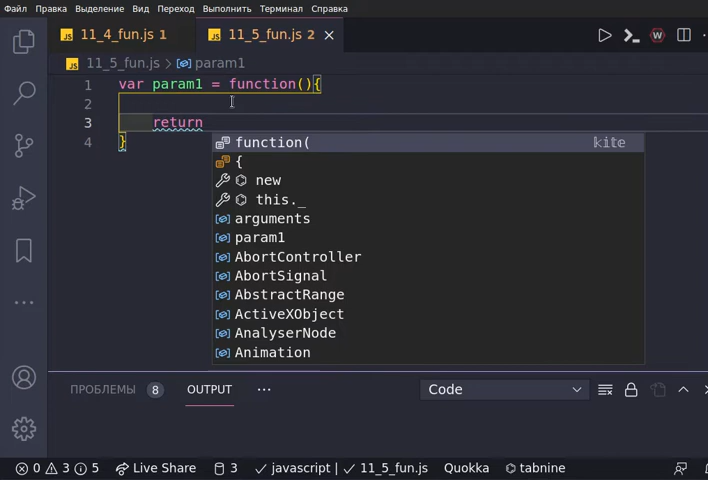 Файл Правка Выделение Вид Переход Выполнить Терминал Справка
JS 11_4_fun.js 1 JS 11_5_fun.js 2
JS 11_5_fun.js > param1
1 var param1 = function(){
2
3 return
4 }
function( kite
{
new
this._
arguments
param1
AbortController
AbortSignal
AbstractRange
ActiveXObject
AnalyserNode
Animation
ПРОБЛЕМЫ 8 OUTPUT ··· Code
0 3 5 Live Share 3 javascript | 11_5_fun.js Quokka tabnine